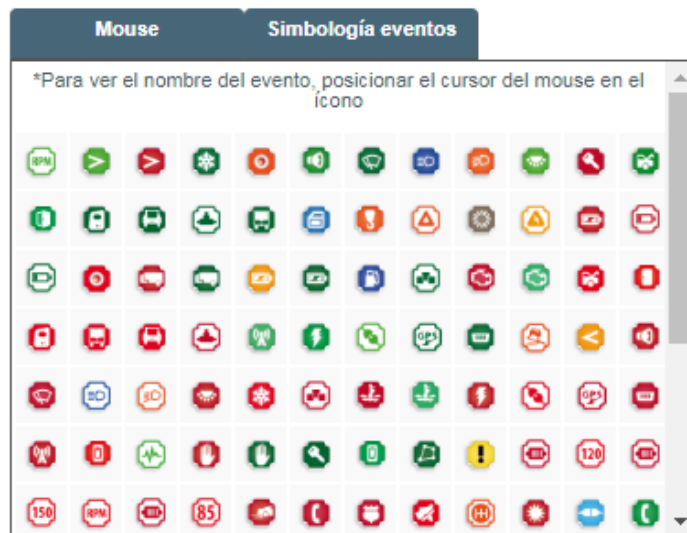 Mouse Simbología eventos
*Para ver el nombre del evento, posicionar el cursor del mouse en el
ícono
RPM
GPS
GPS
120
150 RPM 85